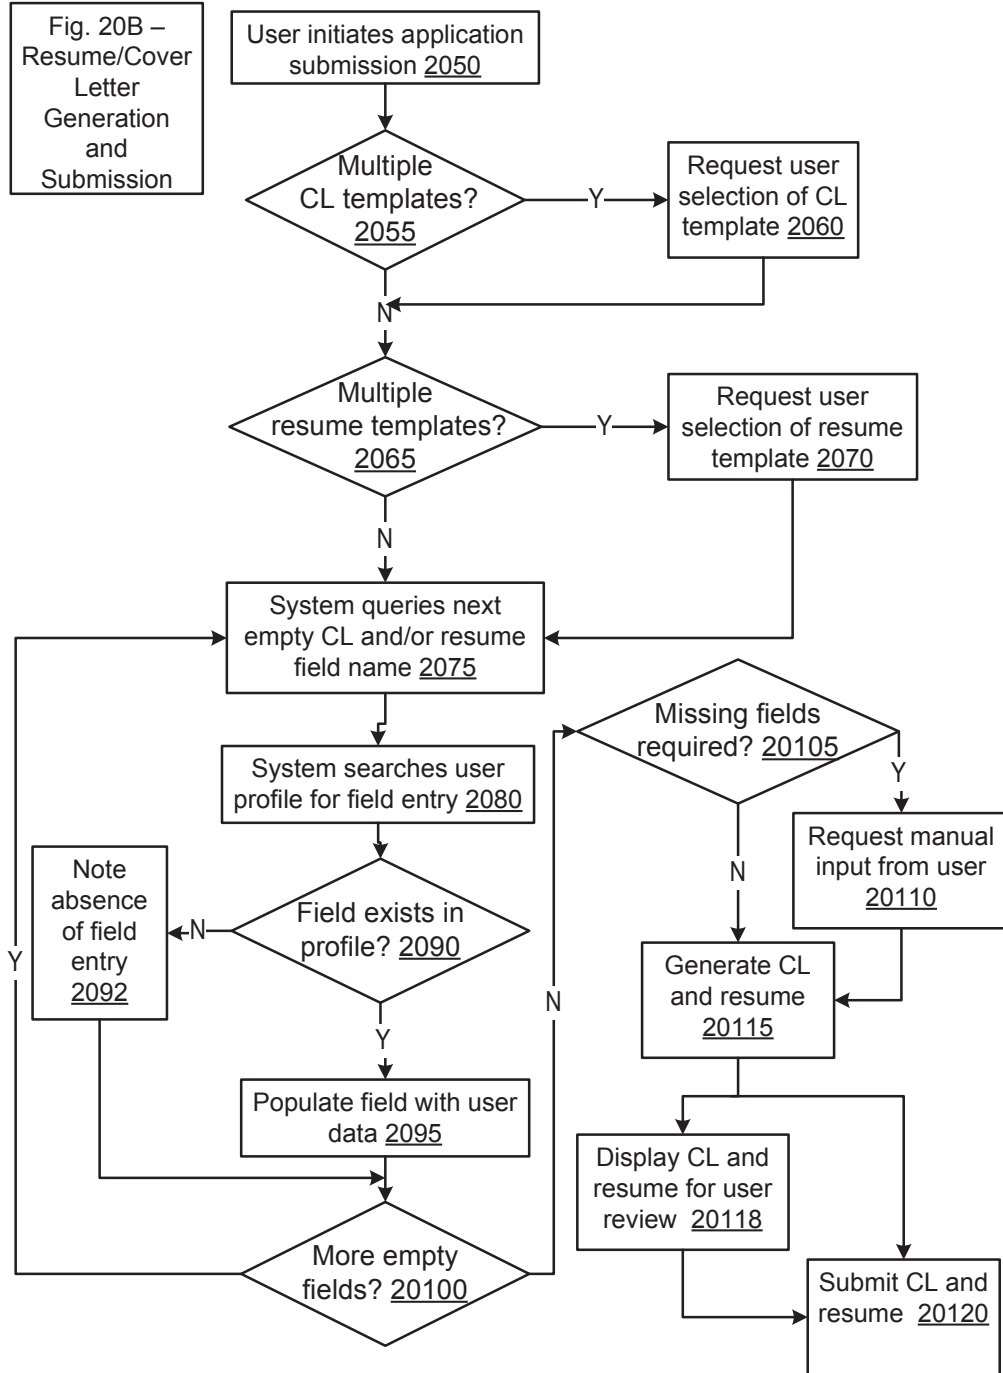 Fig. 20B –
Resume/Cover
Letter
Generation
and
Submission
User initiates application
submission 2050
Multiple
CL templates?
2055
Y
Request user
selection of CL
template 2060
N
Multiple
resume templates?
2065
Y
Request user
selection of resume
template 2070
N
System queries next
empty CL and/or resume
field name 2075
System searches user
profile for field entry 2080
Field exists in
profile? 2090
N
Note
absence
of field
entry
2092
Y
Populate field with user
data 2095
More empty
fields? 20100
Y
N
Missing fields
required? 20105
Y
Request manual
input from user
20110
N
Generate CL
and resume
20115
Display CL and
resume for user
review 20118
Submit CL and
resume 20120